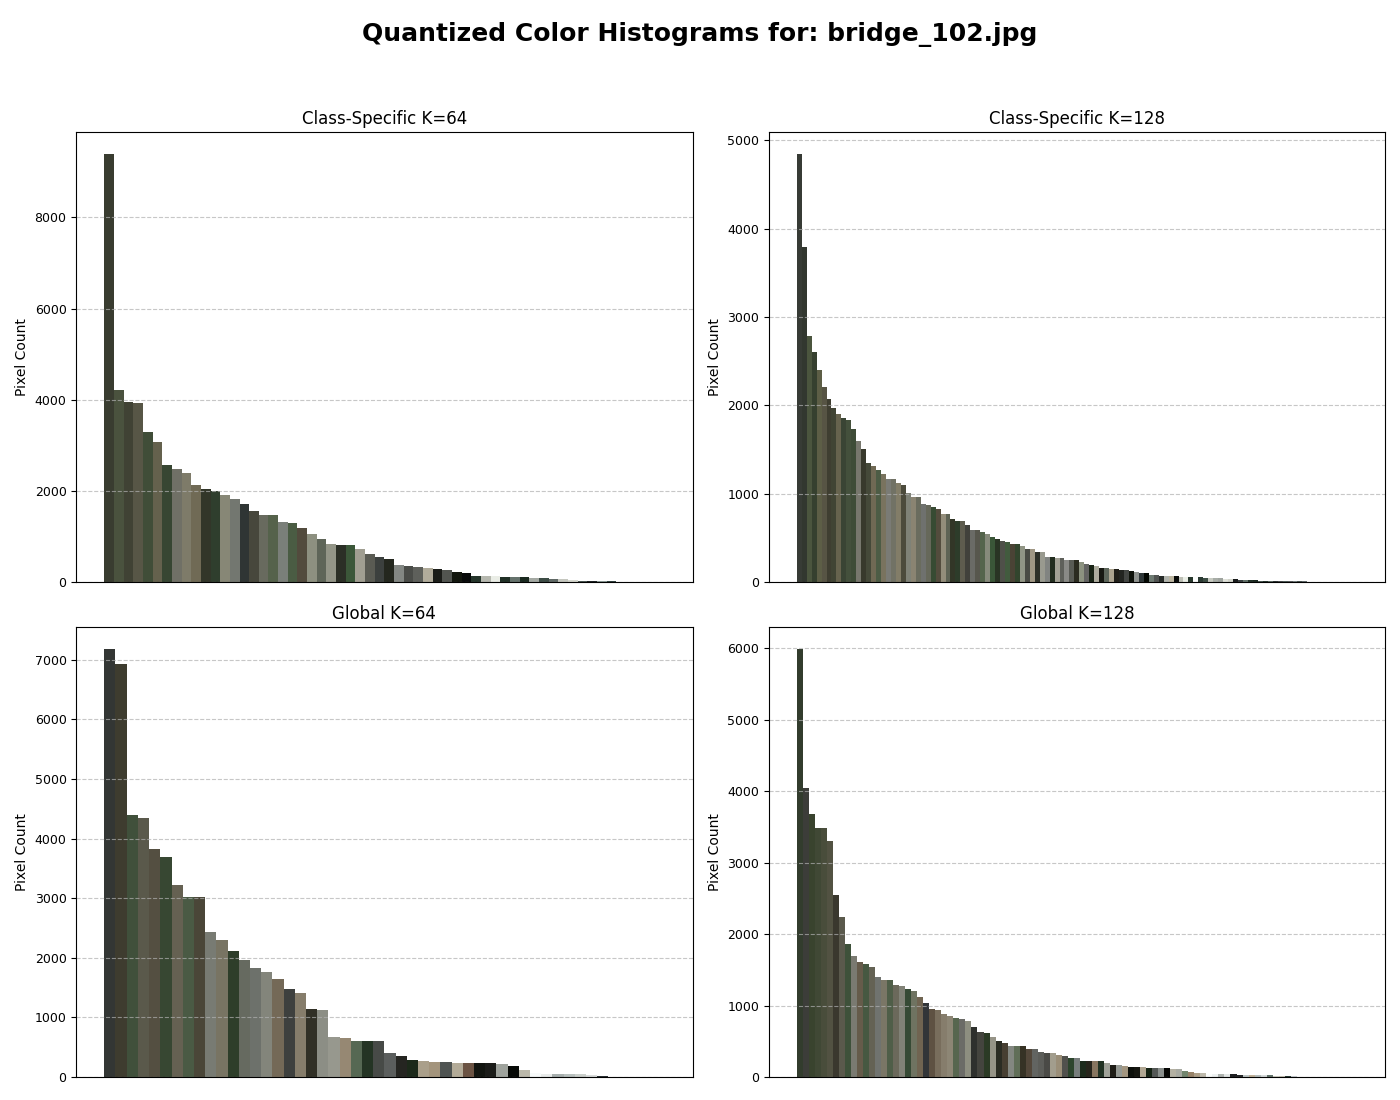 Quantized Color Histograms for: bridge_102.jpg
Class-Specific K=64
Pixel Count
8000
6000
4000
2000
0
Class-Specific K=128
Pixel Count
5000
4000
3000
2000
1000
0
Global K=64
Pixel Count
7000
6000
5000
4000
3000
2000
1000
0
Global K=128
Pixel Count
6000
5000
4000
3000
2000
1000
0